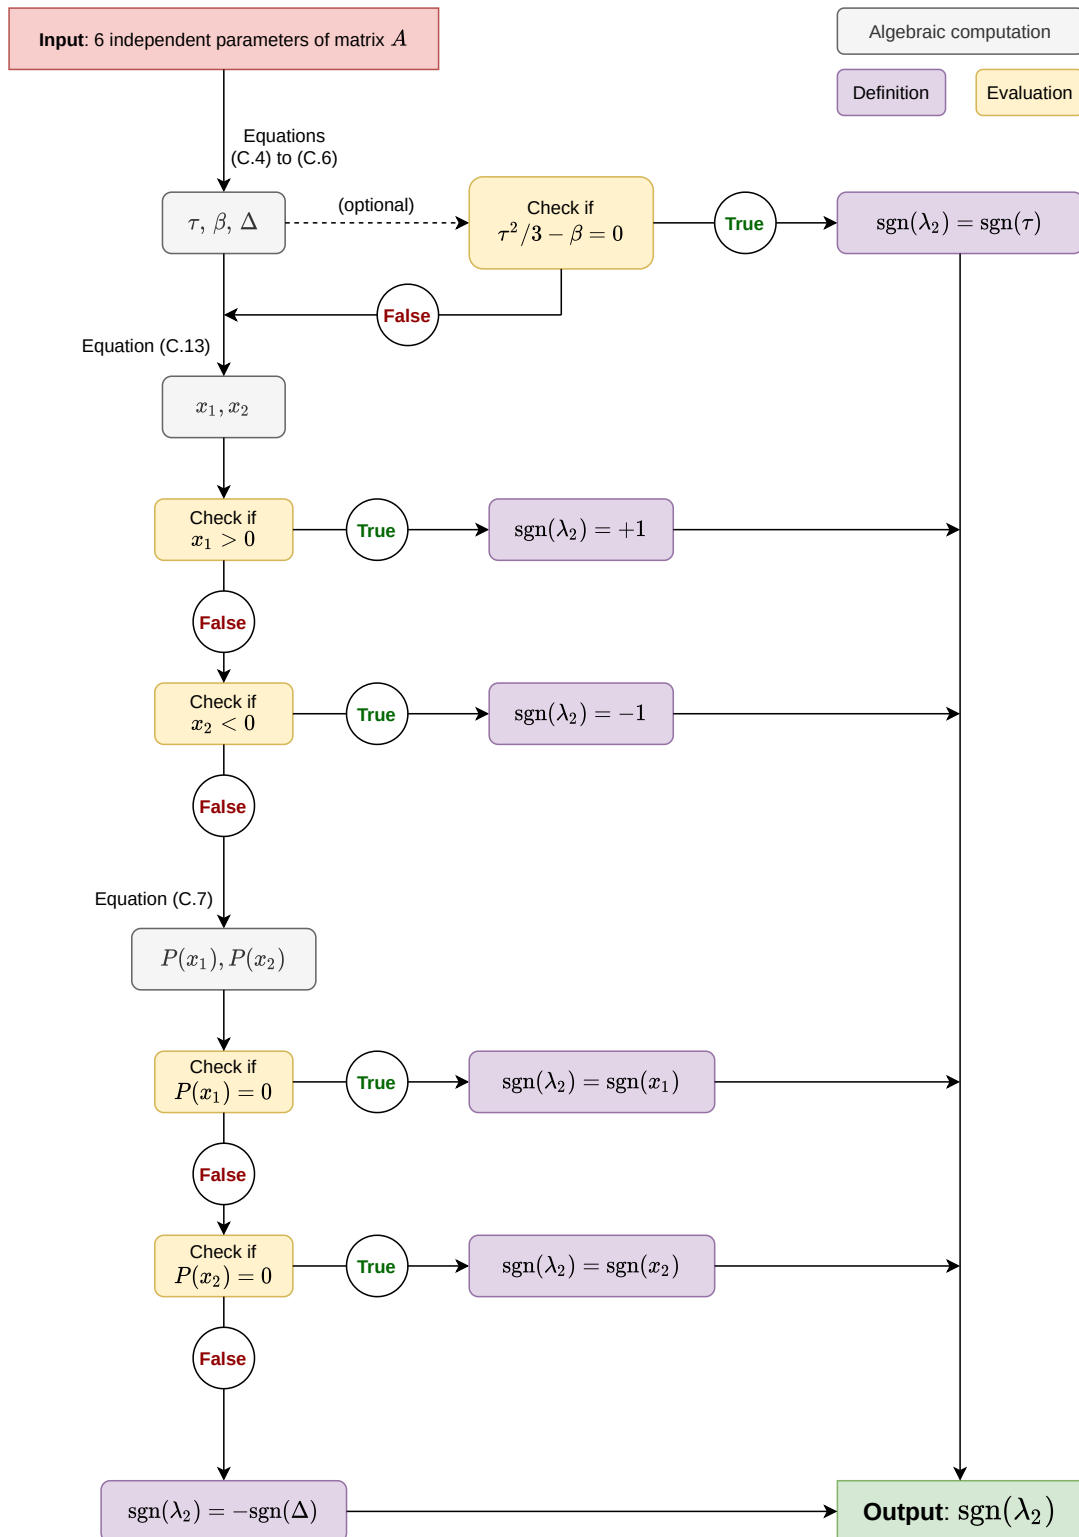 Input: 6 independent parameters of matrix A
Algebraic computation
Definition
Evaluation
Equations
(C.4) to (C.6)
τ, β, Δ
(optional)
Check if
τ²/3 − β = 0
True
sgn(λ₂) = sgn(τ)
False
Equation (C.13)
x₁, x₂
Check if
x₁ > 0
True
sgn(λ₂) = +1
False
Check if
x₂ < 0
True
sgn(λ₂) = −1
False
Equation (C.7)
P(x₁), P(x₂)
Check if
P(x₁) = 0
True
sgn(λ₂) = sgn(x₁)
False
Check if
P(x₂) = 0
True
sgn(λ₂) = sgn(x₂)
False
sgn(λ₂) = −sgn(Δ)
Output: sgn(λ₂)